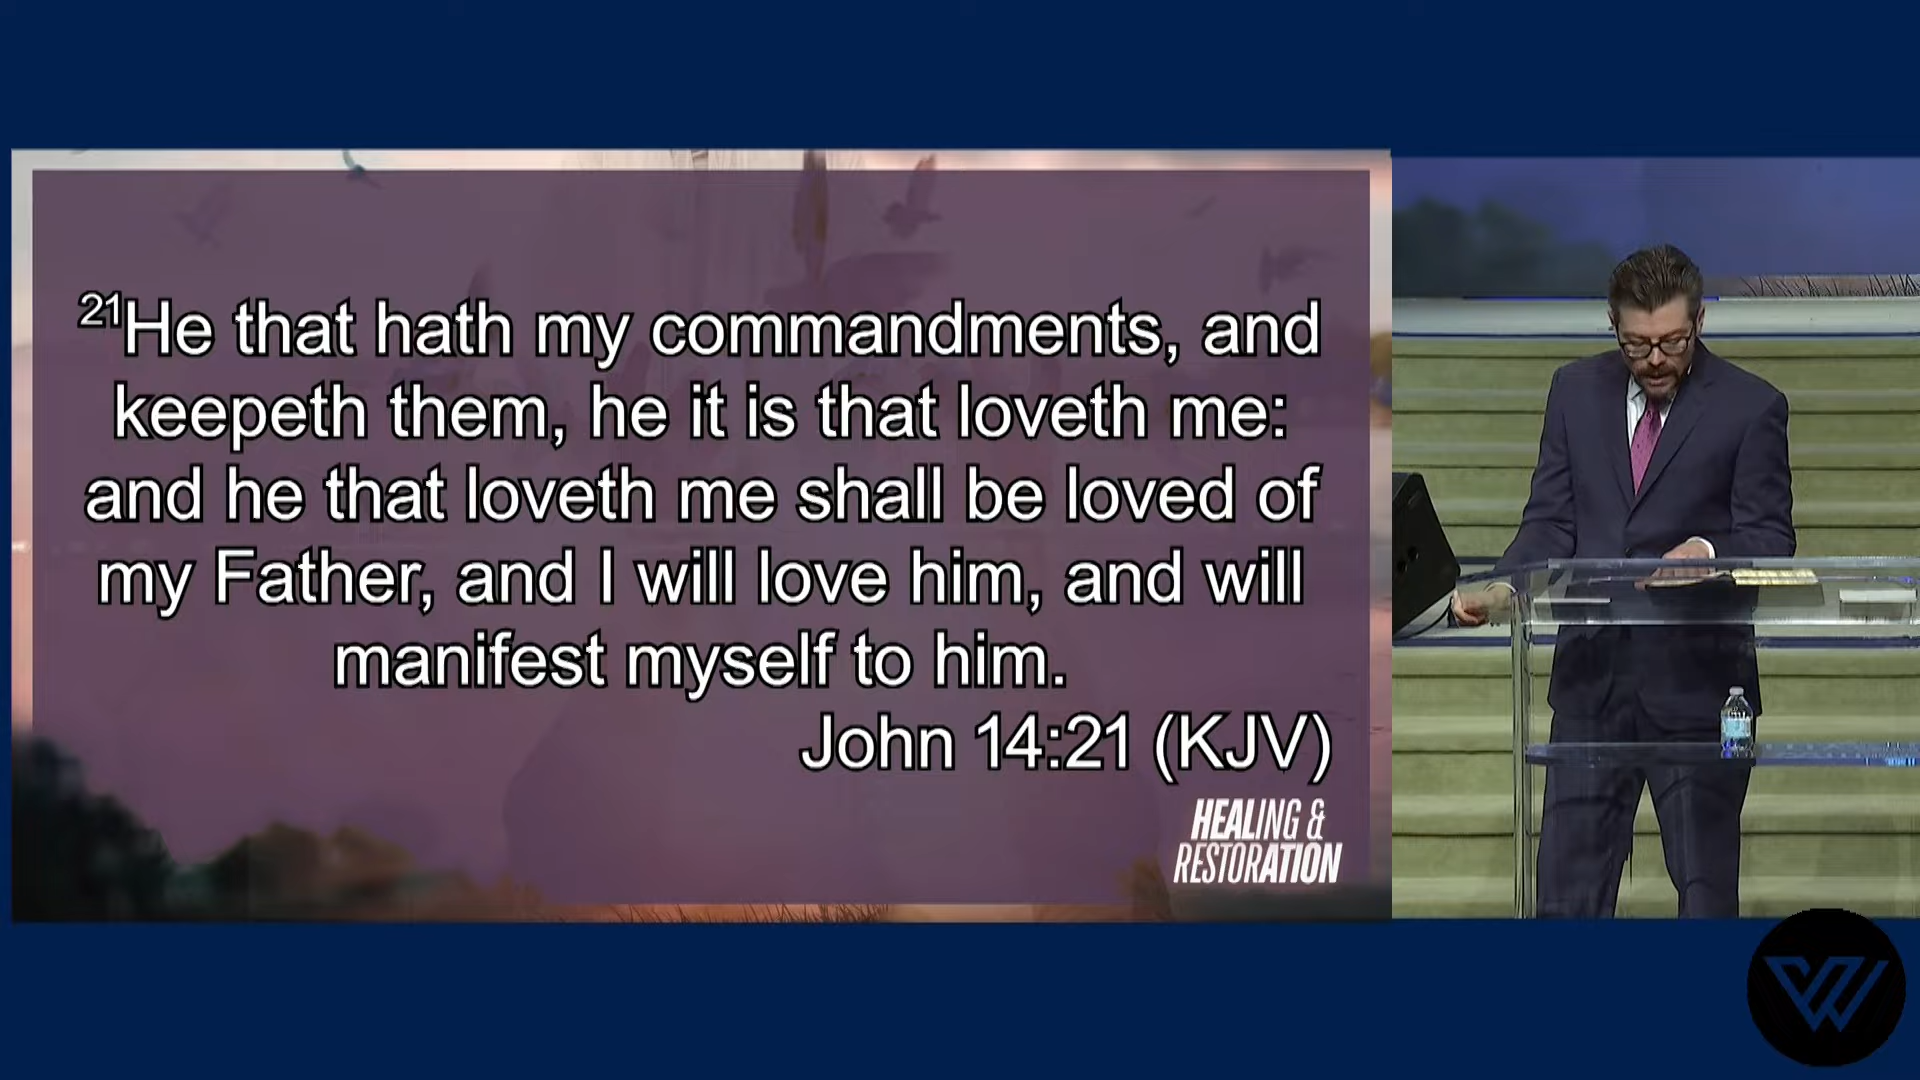 ²¹He that hath my commandments, and
keepeth them, he it is that loveth me:
and he that loveth me shall be loved of
my Father, and I will love him, and will
manifest myself to him.
John 14:21 (KJV)
HEALING &
RESTORATION